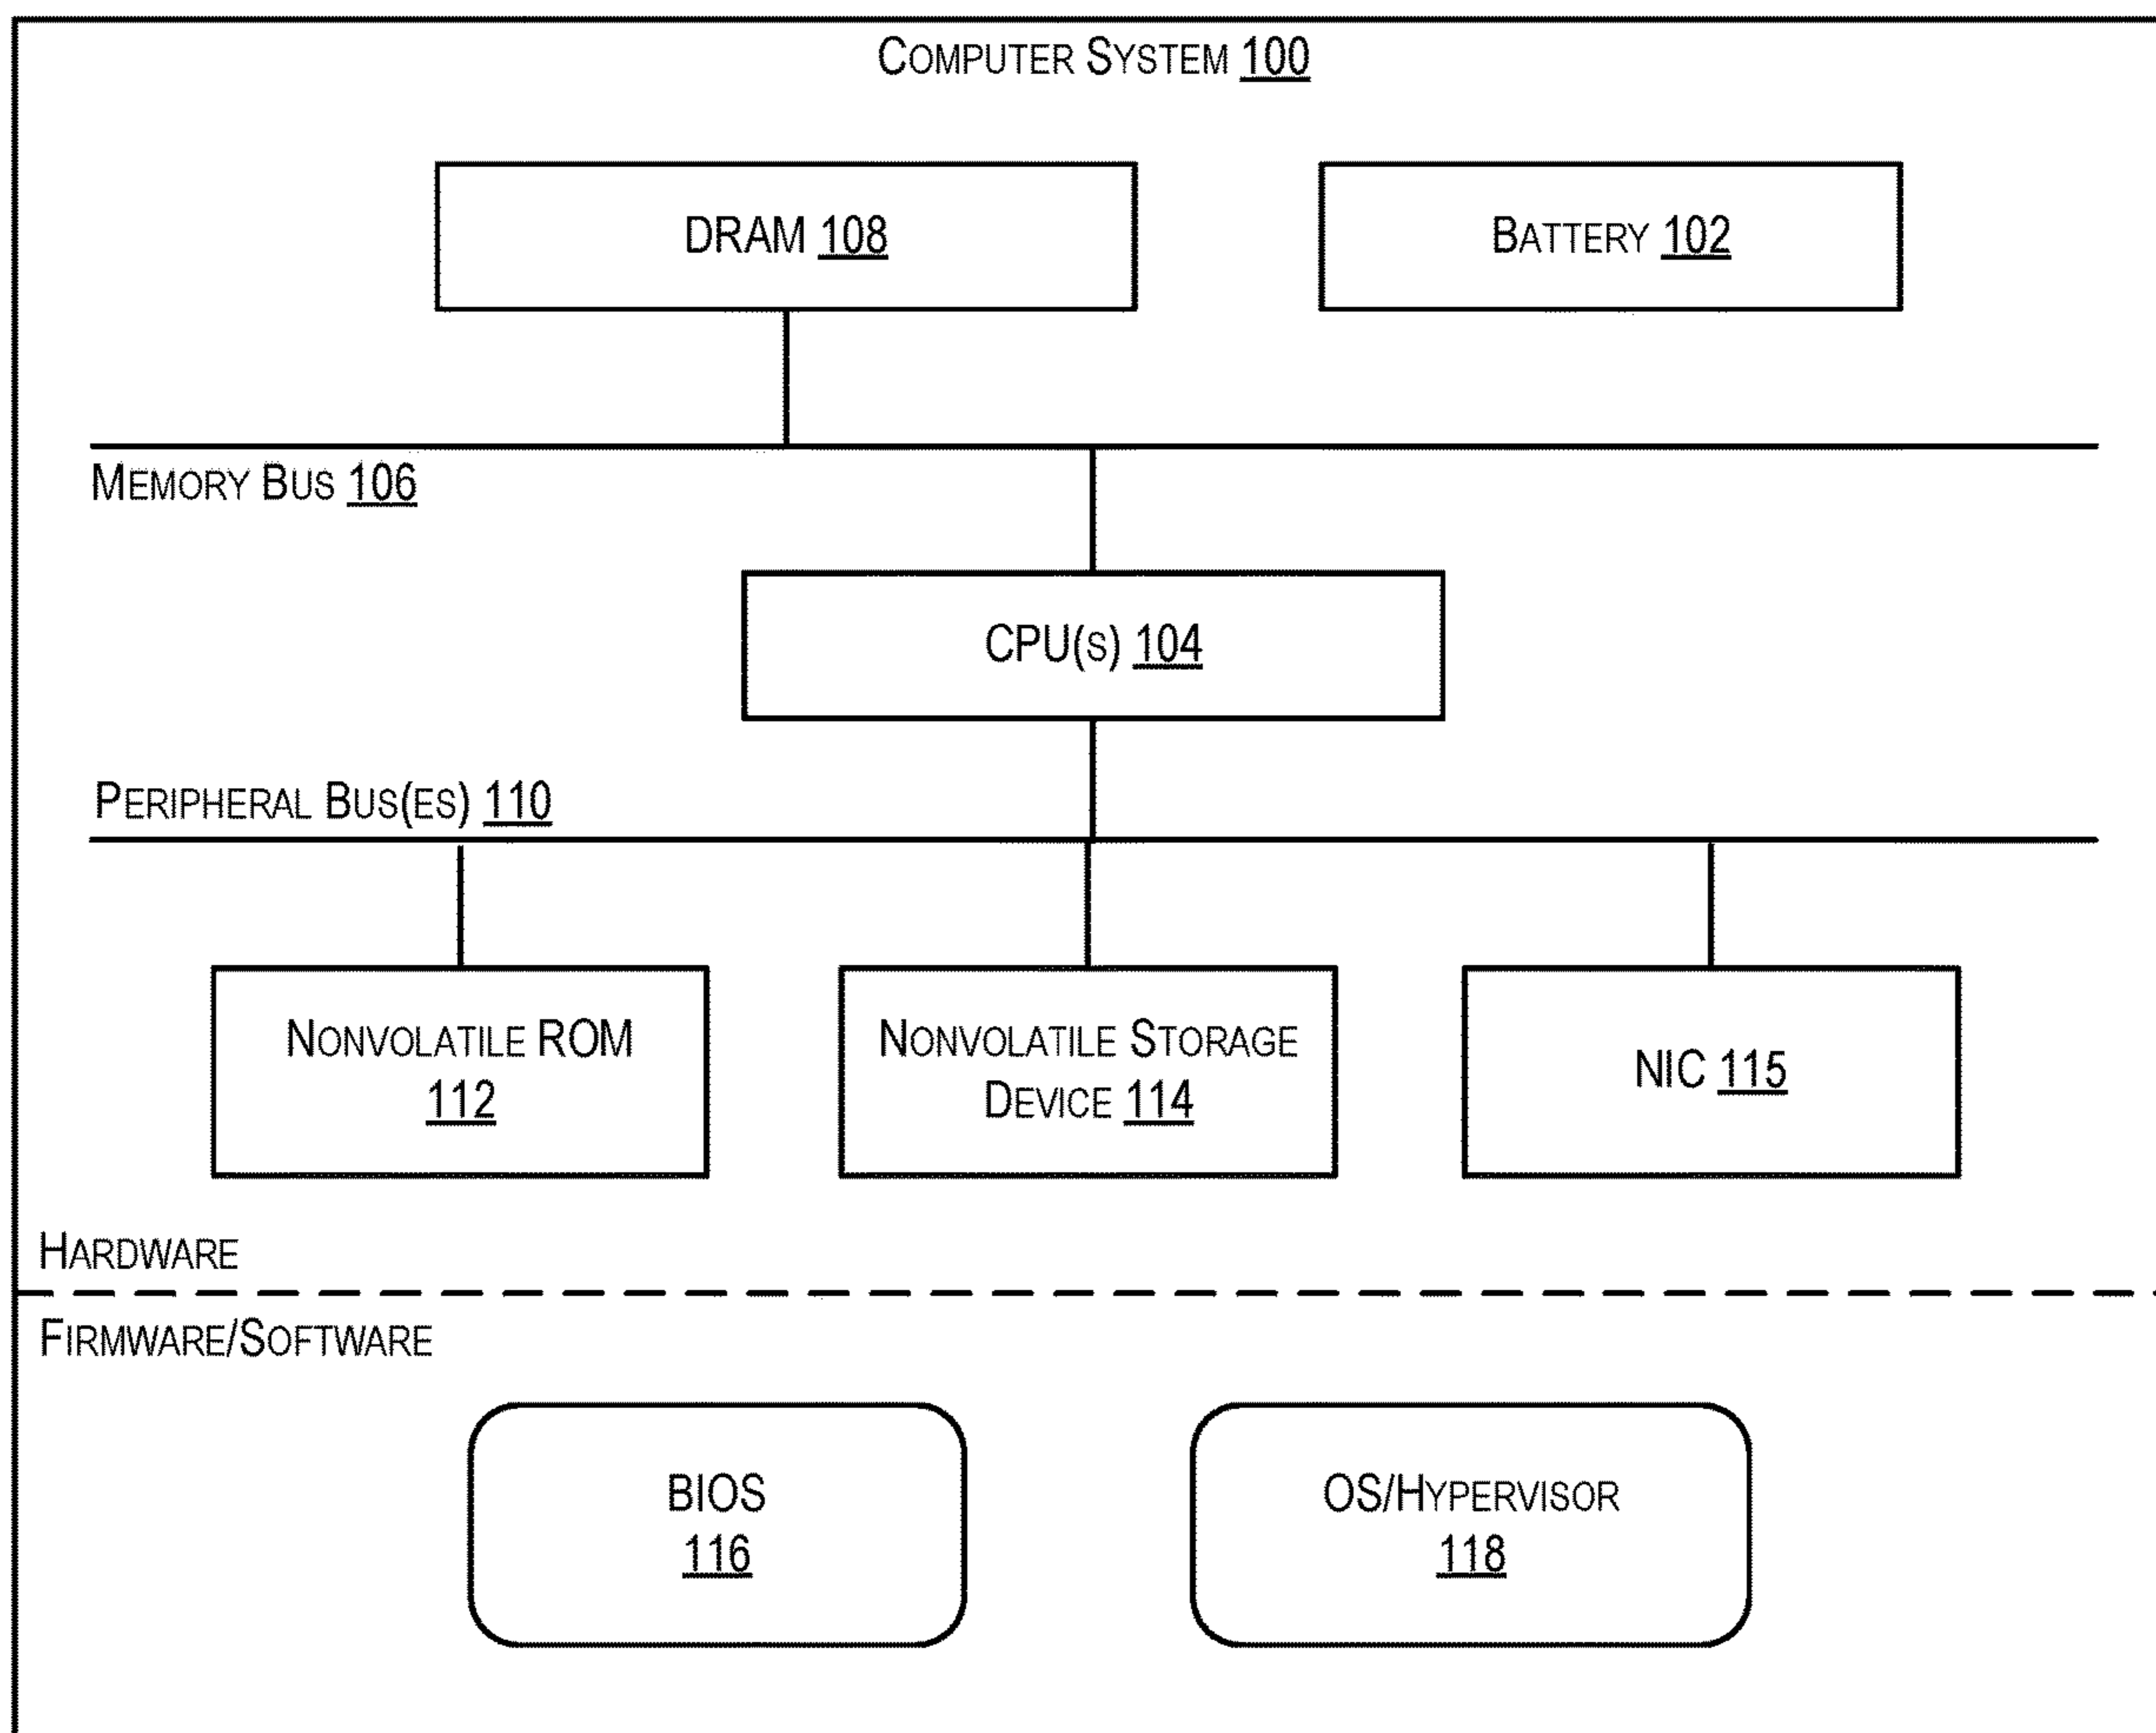 COMPUTER SYSTEM 100
DRAM 108
BATTERY 102
MEMORY BUS 106
CPU(S) 104
PERIPHERAL BUS(ES) 110
NONVOLATILE ROM
112
NONVOLATILE STORAGE
DEVICE 114
NIC 115
HARDWARE
FIRMWARE/SOFTWARE
BIOS
116
OS/HYPERVISOR
118